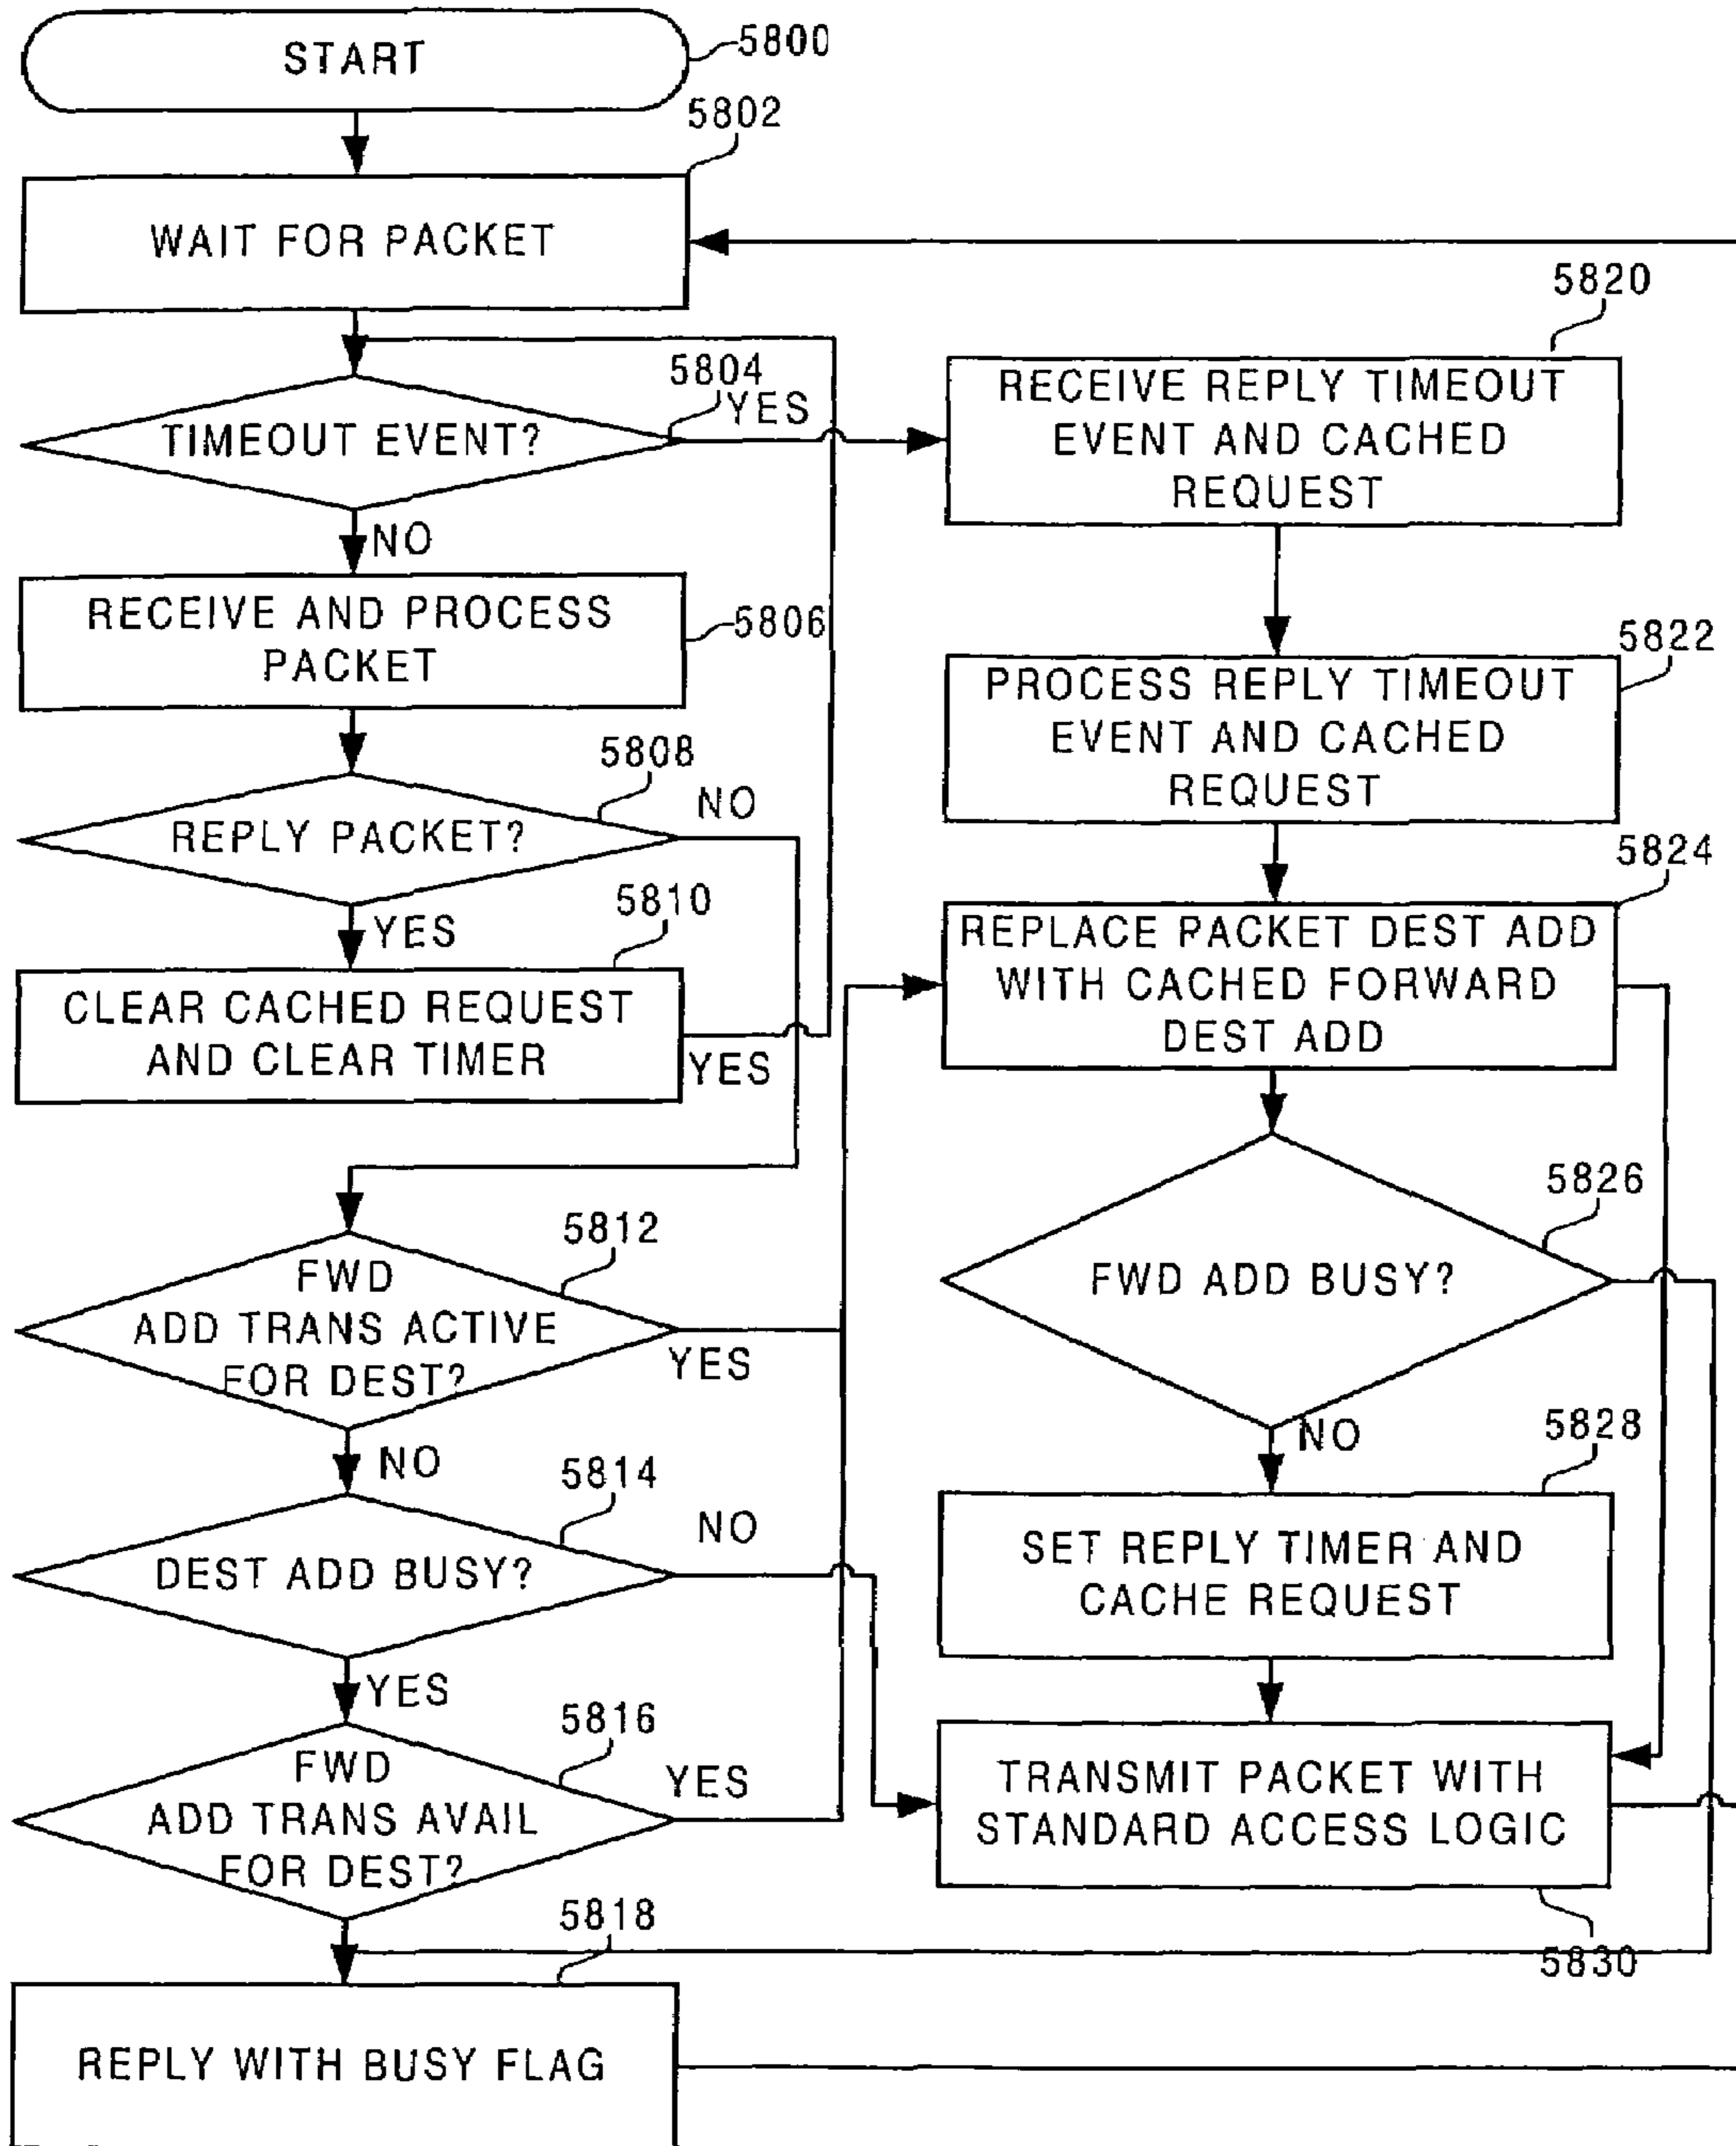 START
5800
5802
WAIT FOR PACKET
5804
YES
TIMEOUT EVENT?
NO
RECEIVE AND PROCESS
PACKET
5806
5808
NO
REPLY PACKET?
YES
5810
CLEAR CACHED REQUEST
AND CLEAR TIMER
YES
5812
FWD
ADD TRANS ACTIVE
FOR DEST?
YES
NO
5814
NO
DEST ADD BUSY?
YES
5816
FWD
ADD TRANS AVAIL
FOR DEST?
YES
5818
REPLY WITH BUSY FLAG
5820
RECEIVE REPLY TIMEOUT
EVENT AND CACHED
REQUEST
5822
PROCESS REPLY TIMEOUT
EVENT AND CACHED
REQUEST
5824
REPLACE PACKET DEST ADD
WITH CACHED FORWARD
DEST ADD
5826
FWD ADD BUSY?
NO
5828
SET REPLY TIMER AND
CACHE REQUEST
TRANSMIT PACKET WITH
STANDARD ACCESS LOGIC
5830